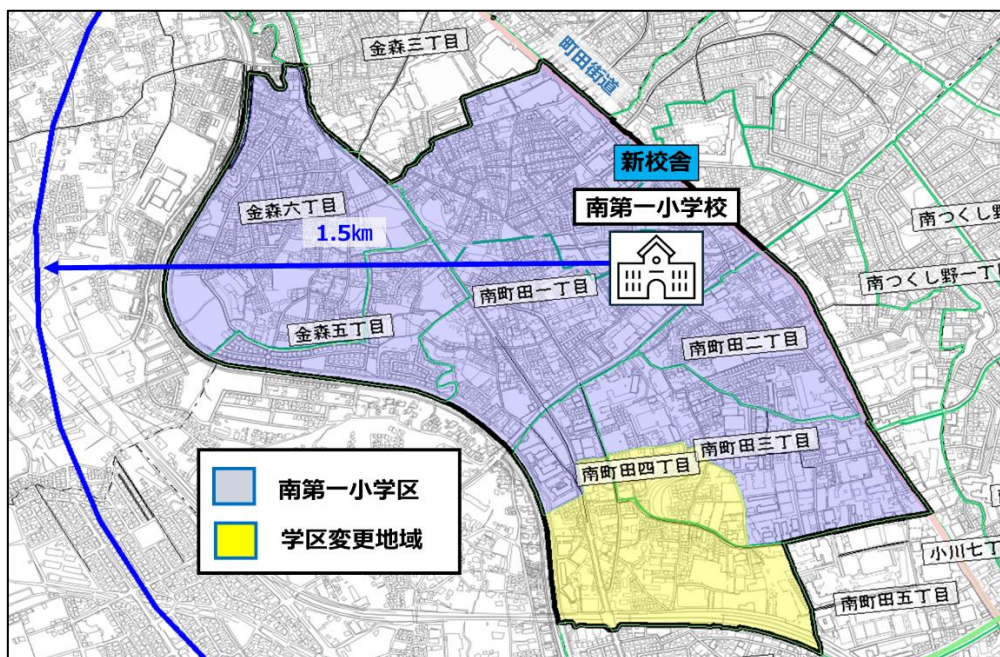 金森三丁目
町田街道
新校舎
南第一小学校
金森六丁目
1.5㎞
南つくし野
南つくし野一丁目
南町田一丁目
金森五丁目
南町田二丁目
南町田三丁目
南町田四丁目
南第一小学区
学区変更地域
小川七丁
南町田五丁目